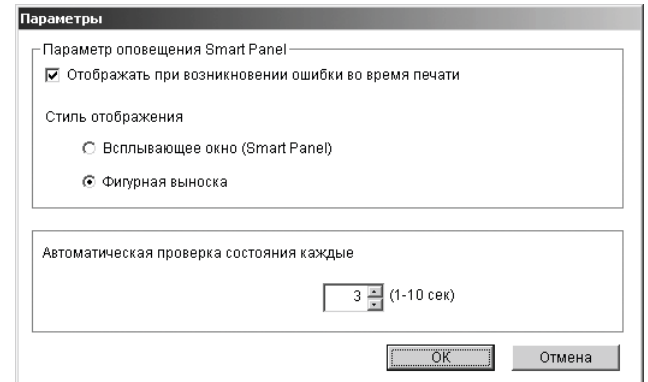 Параметры
Параметр оповещения Smart Panel
Отображать при возникновении ошибки во время печати
Стиль отображения
Всплывающее окно (Smart Panel)
Фигурная выноска
Автоматическая проверка состояния каждые
3 (1-10 сек)
OK Отмена